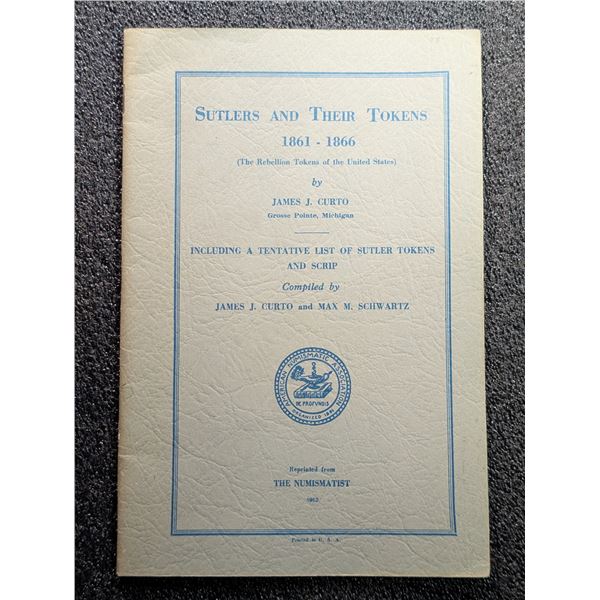 SUTLERS AND THEIR TOKENS
1861 - 1866
(The Rebellion Tokens of the United States)
by
JAMES J. CURTO
Grosse Pointe, Michigan
INCLUDING A TENTATIVE LIST OF SUTLER TOKENS
AND SCRIP
Compiled by
JAMES J. CURTO and MAX M. SCHWARTZ
AMERICAN NUMISMATIC ASSOCIATION
DE PROFUNDIS
ORGANIZED 1891
Reprinted from
THE NUMISMATIST
Printed in U. S. A.